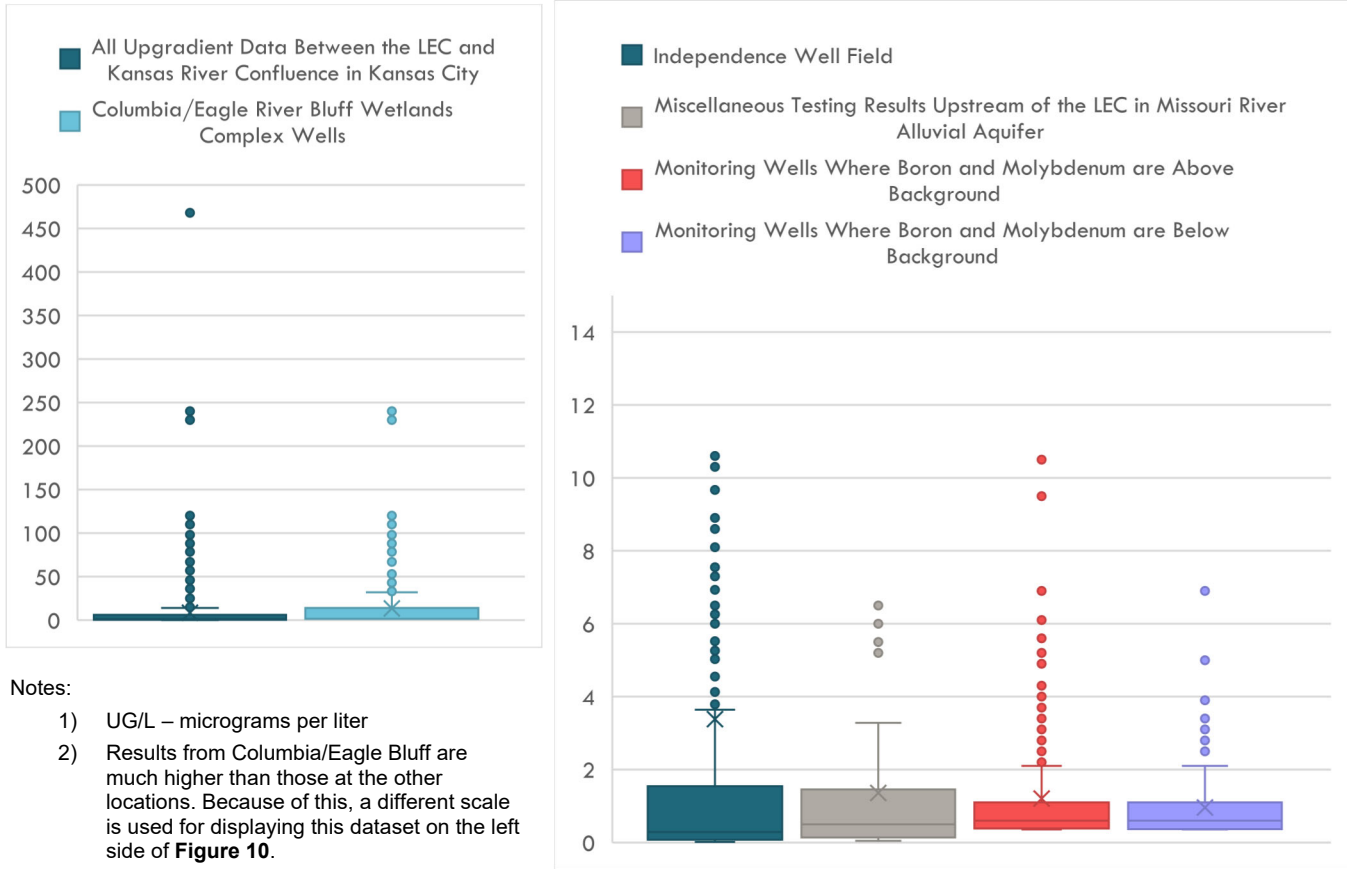 All Upgradient Data Between the LEC and
Kansas River Confluence in Kansas City
Columbia/Eagle River Bluff Wetlands
Complex Wells
500
450
400
350
300
250
200
150
100
50
0
Notes:
1) UG/L – micrograms per liter
2) Results from Columbia/Eagle Bluff are
much higher than those at the other
locations. Because of this, a different scale
is used for displaying this dataset on the left
side of Figure 10.
Independence Well Field
Miscellaneous Testing Results Upstream of the LEC in Missouri River
Alluvial Aquifer
Monitoring Wells Where Boron and Molybdenum are Above
Background
Monitoring Wells Where Boron and Molybdenum are Below
Background
14
12
10
8
6
4
2
0